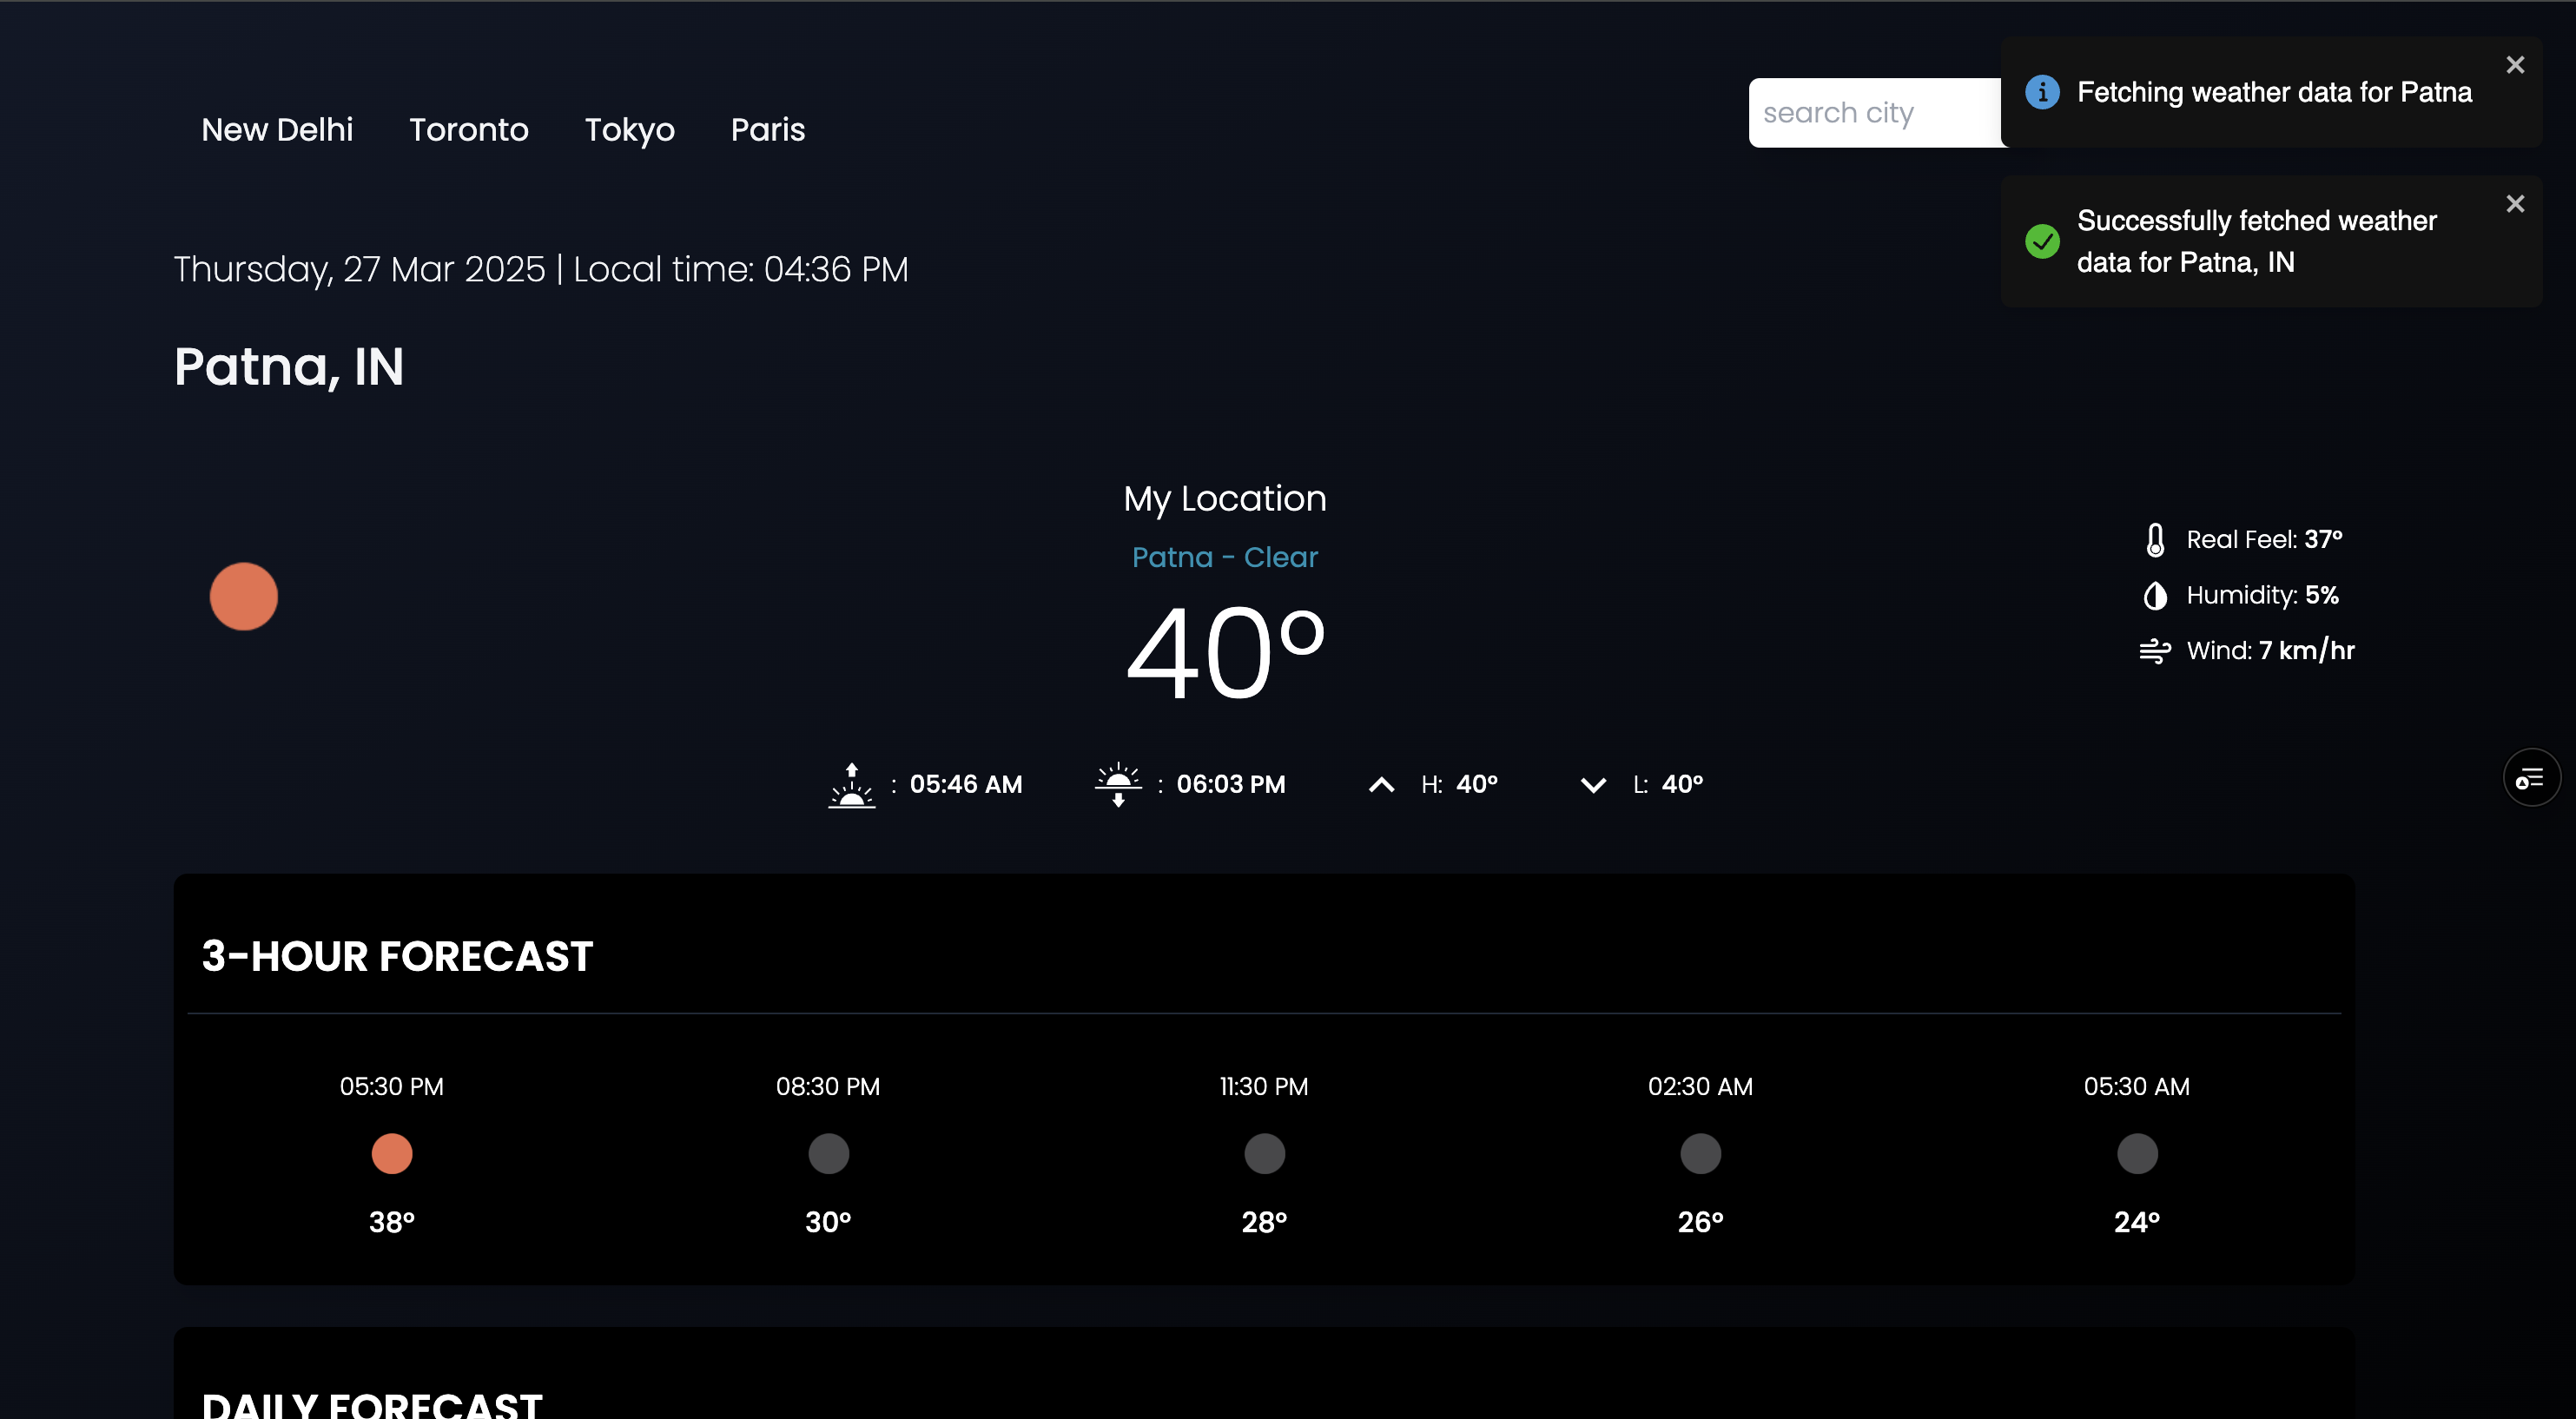 New Delhi Toronto Tokyo Paris
search city
Fetching weather data for Patna
Successfully fetched weather
data for Patna, IN
Thursday, 27 Mar 2025 | Local time: 04:36 PM
Patna, IN
My Location
Patna - Clear
40°
Real Feel: 37°
Humidity: 5%
Wind: 7 km/hr
: 05:46 AM : 06:03 PM H: 40° L: 40°
3-HOUR FORECAST
05:30 PM 08:30 PM 11:30 PM 02:30 AM 05:30 AM
38° 30° 28° 26° 24°
DAILY FORECAST